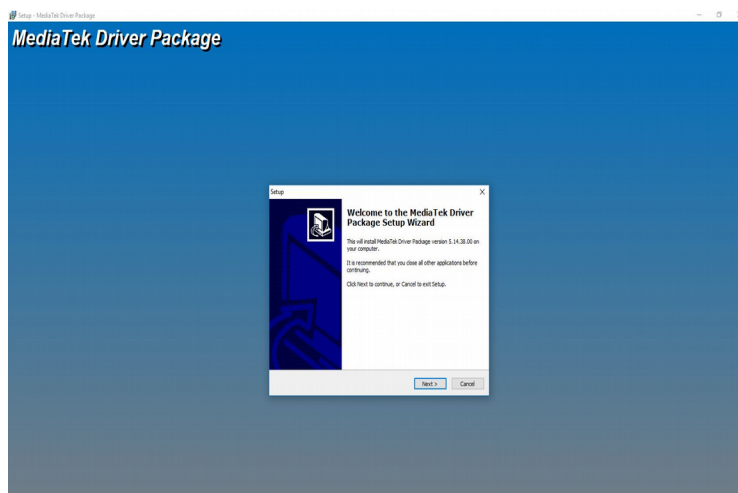 Setup - MediaTek Driver Package
MediaTek Driver Package
Setup
Welcome to the MediaTek Driver
Package Setup Wizard
This will install MediaTek Driver Package version 5.14.38.00 on
your computer.
It is recommended that you close all other applications before
continuing.
Click Next to continue, or Cancel to exit Setup.
Next >
Cancel